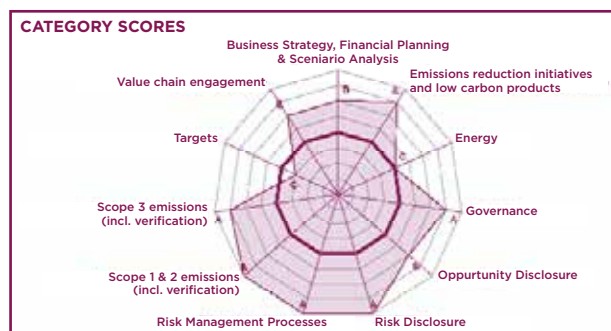 CATEGORY SCORES
Business Strategy, Financial Planning
& Sceniario Analysis
Value chain engagement
Emissions reduction initiatives
and low carbon products
Targets
Energy
C
Scope 3 emissions
(incl. verification)
A
Governance
Scope 1 & 2 emissions
(incl. verification)
Oppurtunity Disclosure
Risk Management Processes
Risk Disclosure